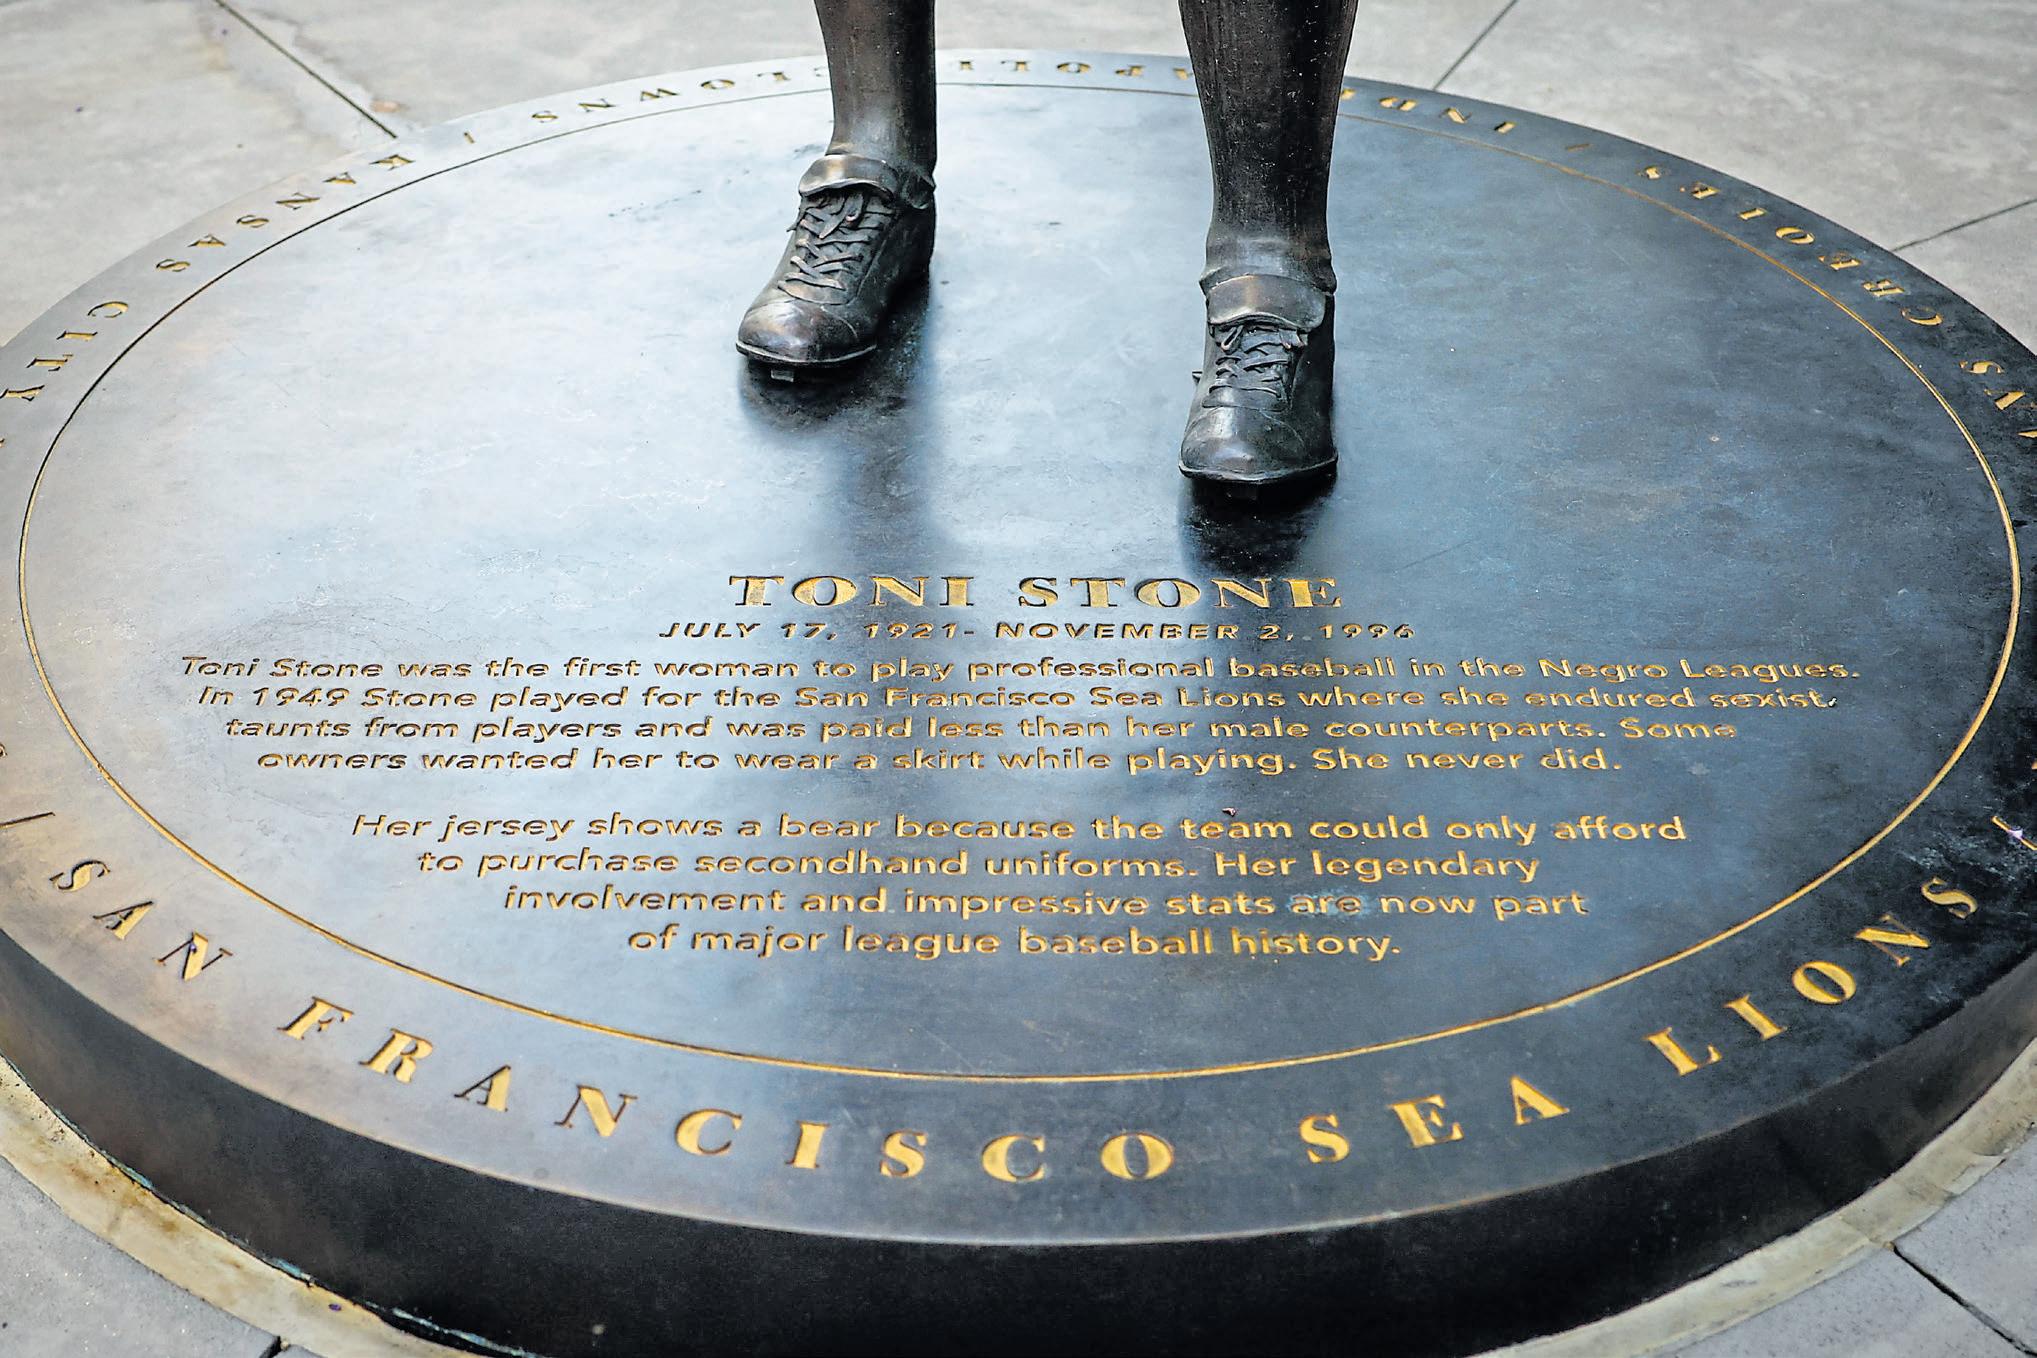 TONI STONE
JULY 17, 1921- NOVEMBER 2, 1996
Toni Stone was the first woman to play professional baseball in the Negro Leagues.
In 1949 Stone played for the San Francisco Sea Lions where she endured sexist
taunts from players and was paid less than her male counterparts. Some
owners wanted her to wear a skirt while playing. She never did.
Her jersey shows a bear because the team could only afford
to purchase secondhand uniforms. Her legendary
involvement and impressive stats are now part
of major league baseball history.
/ SAN FRANCISCO SEA LIONS
CREOLES / CLOWNS / KANSAS CITY